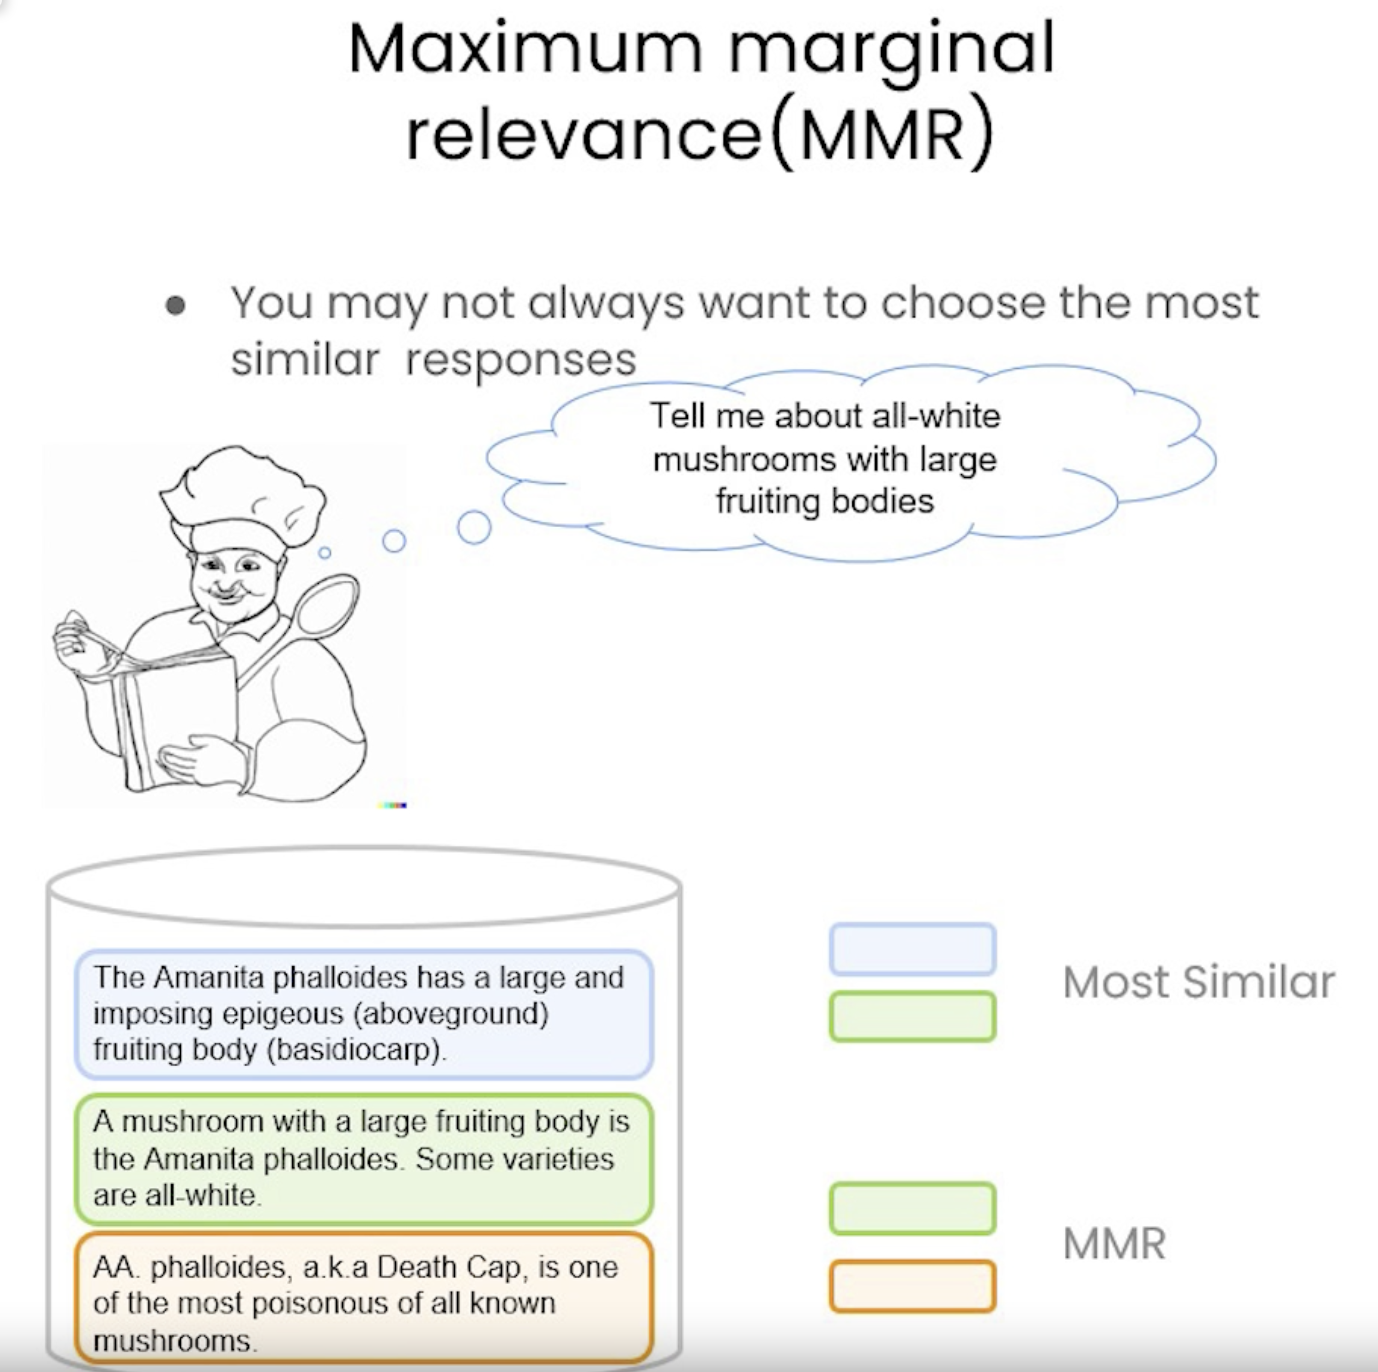 Maximum marginal
relevance(MMR)
● You may not always want to choose the most
similar responses
Tell me about all-white
mushrooms with large
fruiting bodies
The Amanita phalloides has a large and
imposing epigeous (aboveground)
fruiting body (basidiocarp).
A mushroom with a large fruiting body is
the Amanita phalloides. Some varieties
are all-white.
AA. phalloides, a.k.a Death Cap, is one
of the most poisonous of all known
mushrooms.
Most Similar
MMR